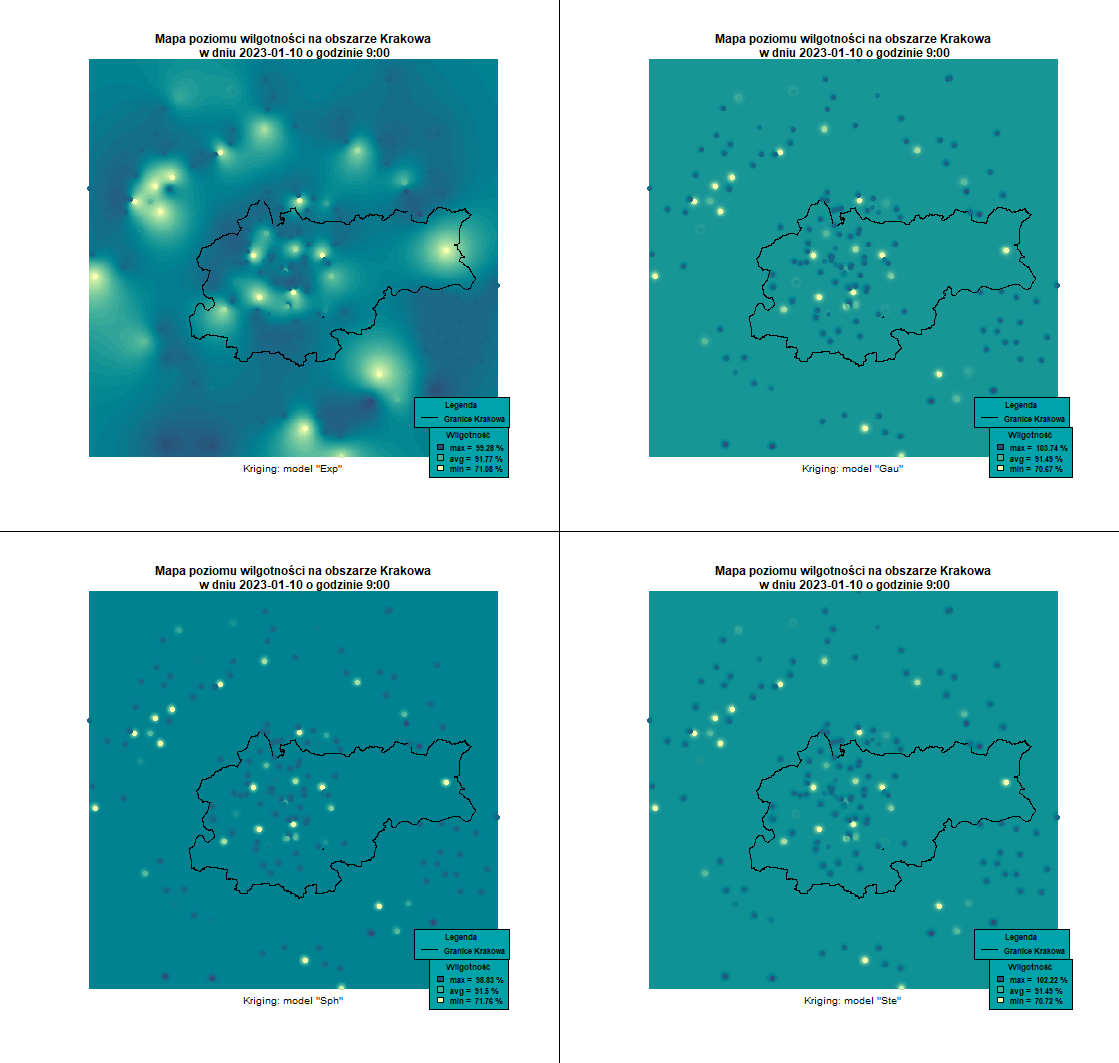 Mapa poziomu wilgotności na obszarze Krakowa
w dniu 2023-01-10 o godzinie 9:00
Legenda
Granice Krakowa
Wilgotność
max = 99.28 %
avg = 91.77 %
min = 71.08 %
Kriging: model "Exp"
Mapa poziomu wilgotności na obszarze Krakowa
w dniu 2023-01-10 o godzinie 9:00
Legenda
Granice Krakowa
Wilgotność
max = 103.74 %
avg = 91.49 %
min = 70.67 %
Kriging: model "Gau"
Mapa poziomu wilgotności na obszarze Krakowa
w dniu 2023-01-10 o godzinie 9:00
Legenda
Granice Krakowa
Wilgotność
max = 98.83 %
avg = 91.5 %
min = 71.76 %
Kriging: model "Sph"
Mapa poziomu wilgotności na obszarze Krakowa
w dniu 2023-01-10 o godzinie 9:00
Legenda
Granice Krakowa
Wilgotność
max = 102.22 %
avg = 91.49 %
min = 70.72 %
Kriging: model "Ste"